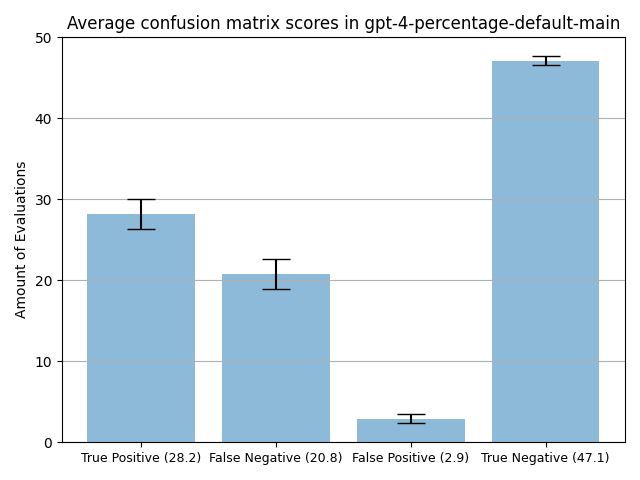 Average confusion matrix scores in gpt-4-percentage-default-main
Amount of Evaluations
50
40
30
20
10
0
True Positive (28.2)
False Negative (20.8)
False Positive (2.9)
True Negative (47.1)